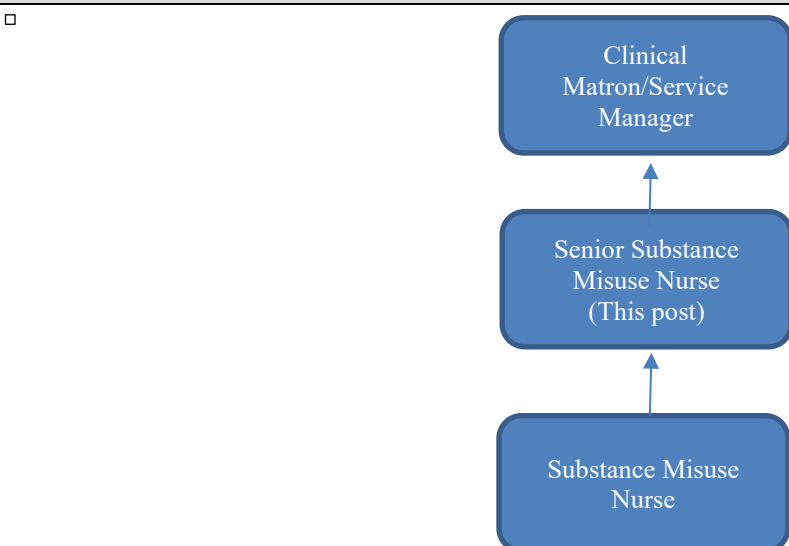 Clinical
Matron/Service
Manager
Senior Substance
Misuse Nurse
(This post)
Substance Misuse
Nurse